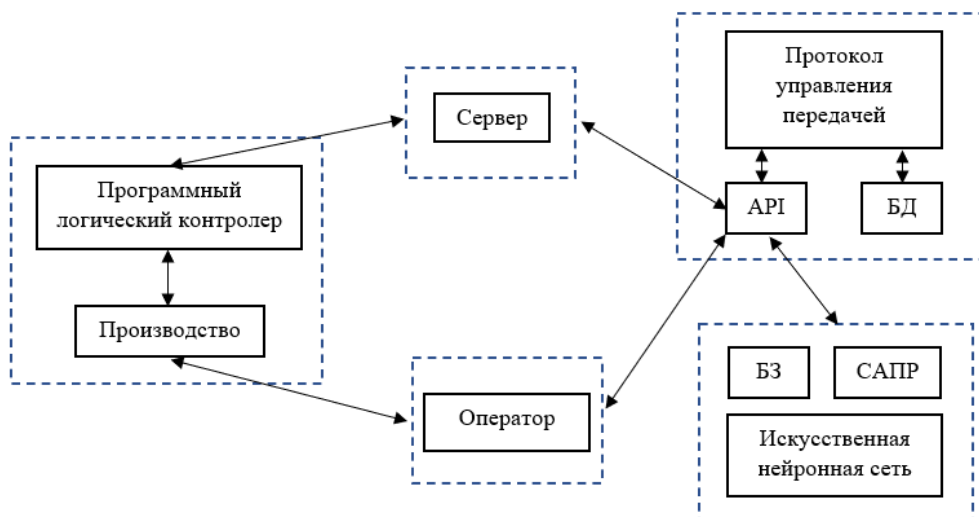 Протокол
управления
передачей
Сервер
Программный
логический контролер
API
БД
Производство
БЗ
САПР
Оператор
Искусственная
нейронная сеть